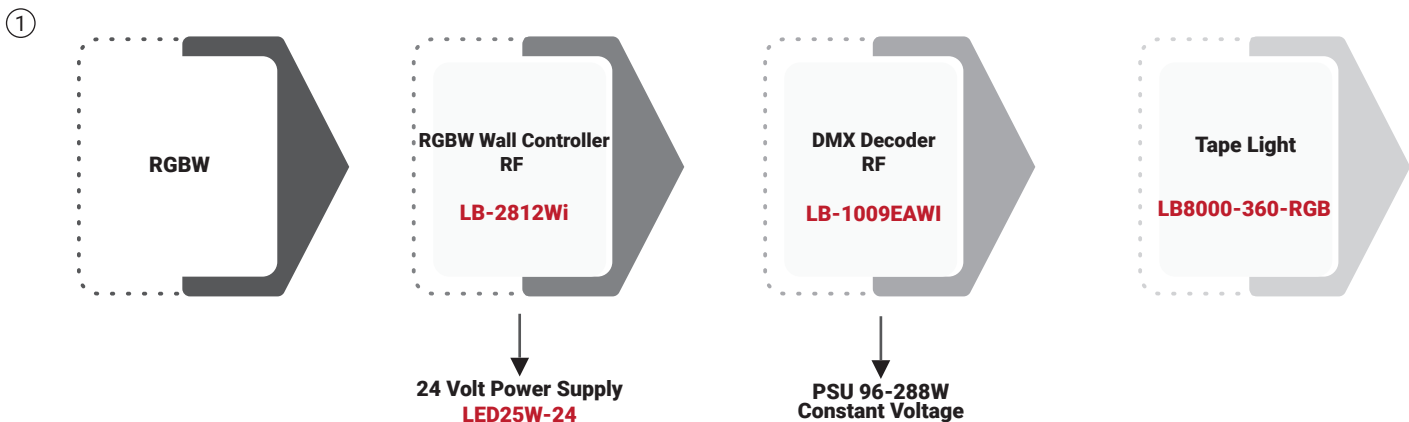 1
RGBW
RGBW Wall Controller
RF
LB-2812Wi
DMX Decoder
RF
LB-1009EAWI
Tape Light
LB8000-360-RGB
24 Volt Power Supply
LED25W-24
PSU 96-288W
Constant Voltage